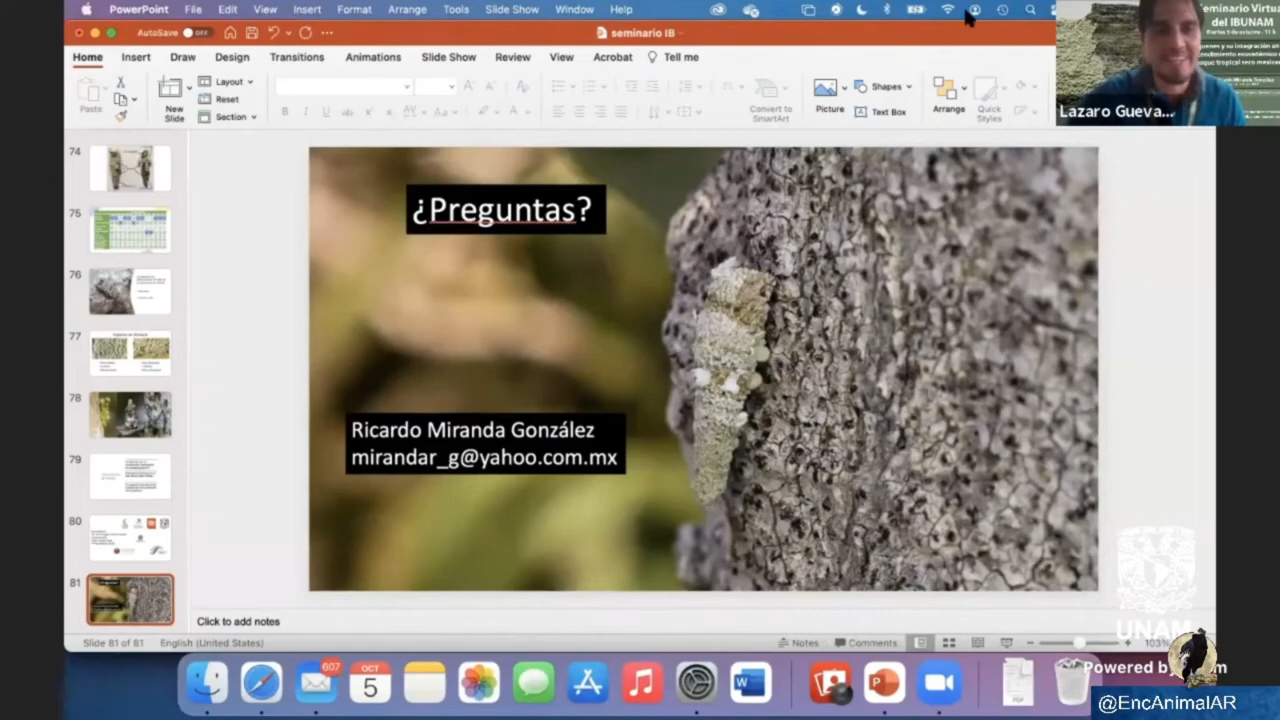 PowerPoint File Edit View Insert Format Arrange Tools Slide Show Window Help
AutoSave OFF
seminario IB
Home Insert Draw Design Transitions Animations Slide Show Review View Acrobat Tell me
Paste
New
Slide
Layout
Reset
Section
Convert to
SmartArt
Picture
Shapes
Text Box
Arrange
Quick
Styles
Seminario Virtual
del IBUNAM
Lazaro Gueva...
74
75
76
77
78
79
80
81
¿Preguntas?
Ricardo Miranda González
mirandar_g@yahoo.com.mx
Click to add notes
Slide 81 of 81
English (United States)
Notes
Comments
103%
UNAM
607
OCT
5
Powered by
@EncAnimalAR